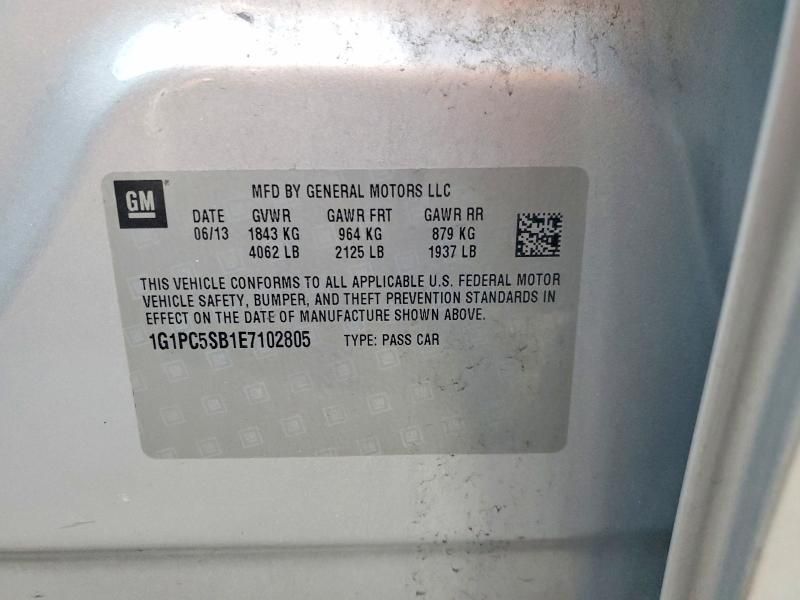 GM
MFD BY GENERAL MOTORS LLC
DATE GVWR GAWR FRT GAWR RR
06/13 1843 KG 964 KG 879 KG
4062 LB 2125 LB 1937 LB
THIS VEHICLE CONFORMS TO ALL APPLICABLE U.S. FEDERAL MOTOR
VEHICLE SAFETY, BUMPER, AND THEFT PREVENTION STANDARDS IN
EFFECT ON THE DATE OF MANUFACTURE SHOWN ABOVE.
1G1PC5SB1E7102805 TYPE: PASS CAR